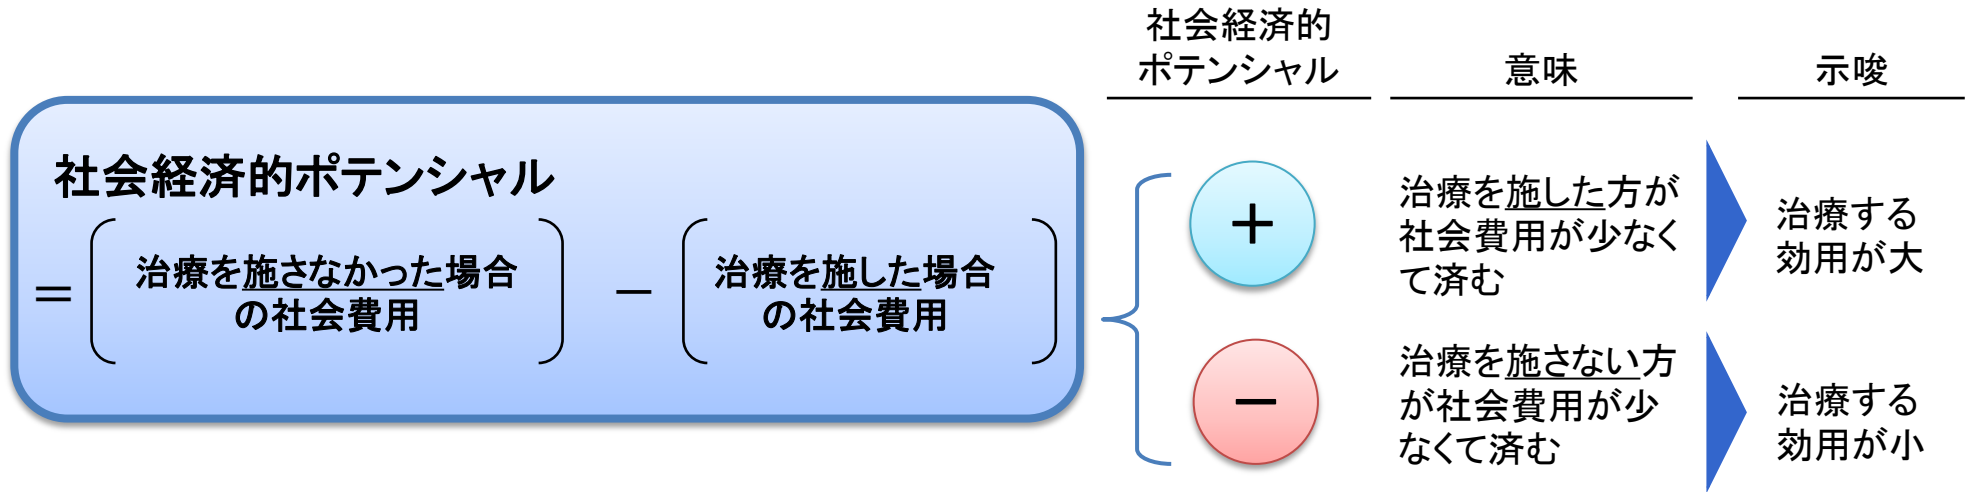 社会経済的ポテンシャル
＝
治療を施さなかった場合
の社会費用
－
治療を施した場合
の社会費用
社会経済的
ポテンシャル
意味
示唆
＋
治療を施した方が
社会費用が少なく
て済む
治療する
効用が大
－
治療を施さない方
が社会費用が少
なくて済む
治療する
効用が小